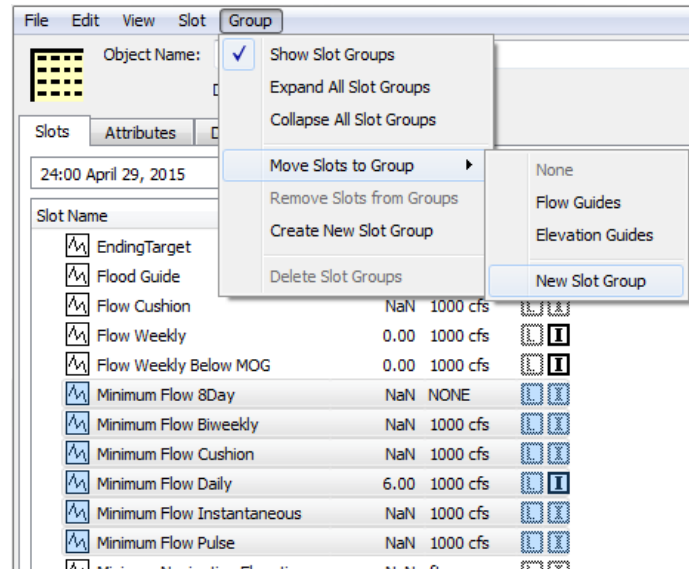 File Edit View Slot Group
Object Name:
✓ Show Slot Groups
Expand All Slot Groups
Collapse All Slot Groups
Slots Attributes D
Move Slots to Group
None
24:00 April 29, 2015
Remove Slots from Groups
Flow Guides
Slot Name
Create New Slot Group
Elevation Guides
EndingTarget
Flood Guide
Delete Slot Groups
New Slot Group
Flow Cushion NaN 1000 cfs L I
Flow Weekly 0.00 1000 cfs L I
Flow Weekly Below MOG 0.00 1000 cfs L I
Minimum Flow 8Day NaN NONE L I
Minimum Flow Biweekly NaN 1000 cfs L I
Minimum Flow Cushion NaN 1000 cfs L I
Minimum Flow Daily 6.00 1000 cfs L I
Minimum Flow Instantaneous NaN 1000 cfs L I
Minimum Flow Pulse NaN 1000 cfs L I